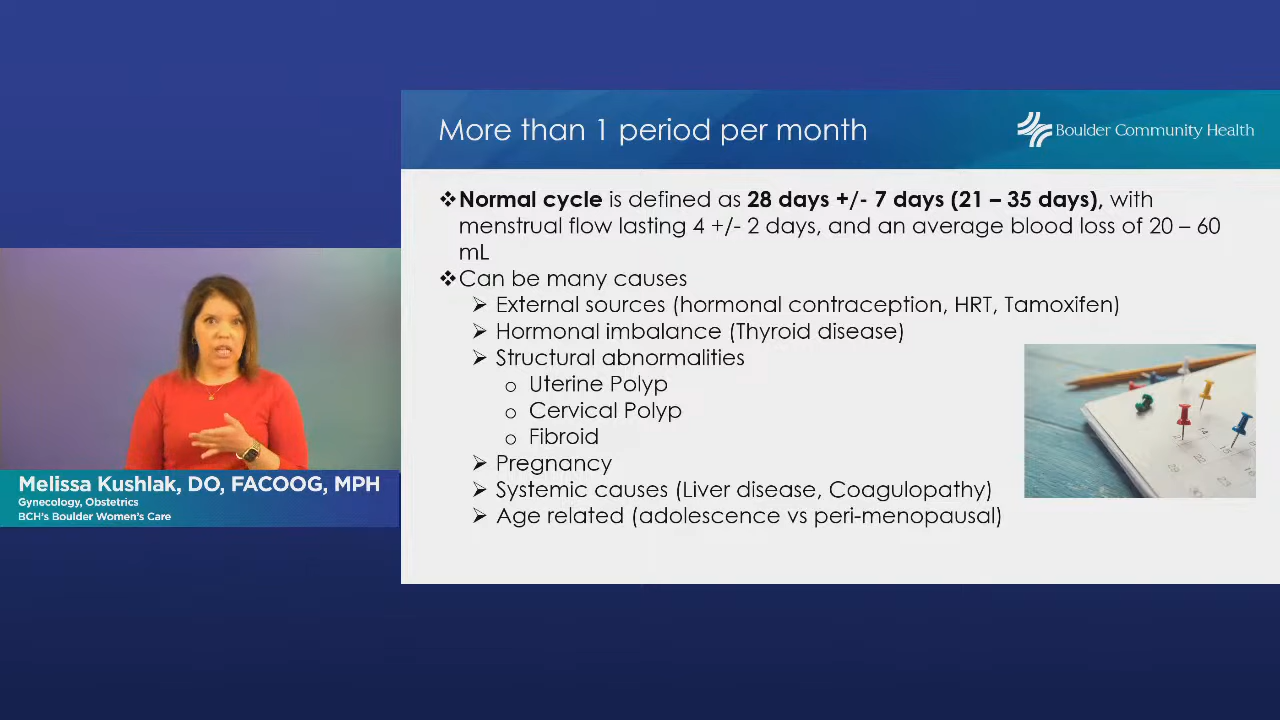 More than 1 period per month
Boulder Community Health
❖Normal cycle is defined as 28 days +/- 7 days (21 – 35 days), with
menstrual flow lasting 4 +/- 2 days, and an average blood loss of 20 – 60
mL
❖Can be many causes
➢ External sources (hormonal contraception, HRT, Tamoxifen)
➢ Hormonal imbalance (Thyroid disease)
➢ Structural abnormalities
o Uterine Polyp
o Cervical Polyp
o Fibroid
➢ Pregnancy
➢ Systemic causes (Liver disease, Coagulopathy)
➢ Age related (adolescence vs peri-menopausal)
Melissa Kushlak, DO, FACOOG, MPH
Gynecology, Obstetrics
BCH's Boulder Women's Care